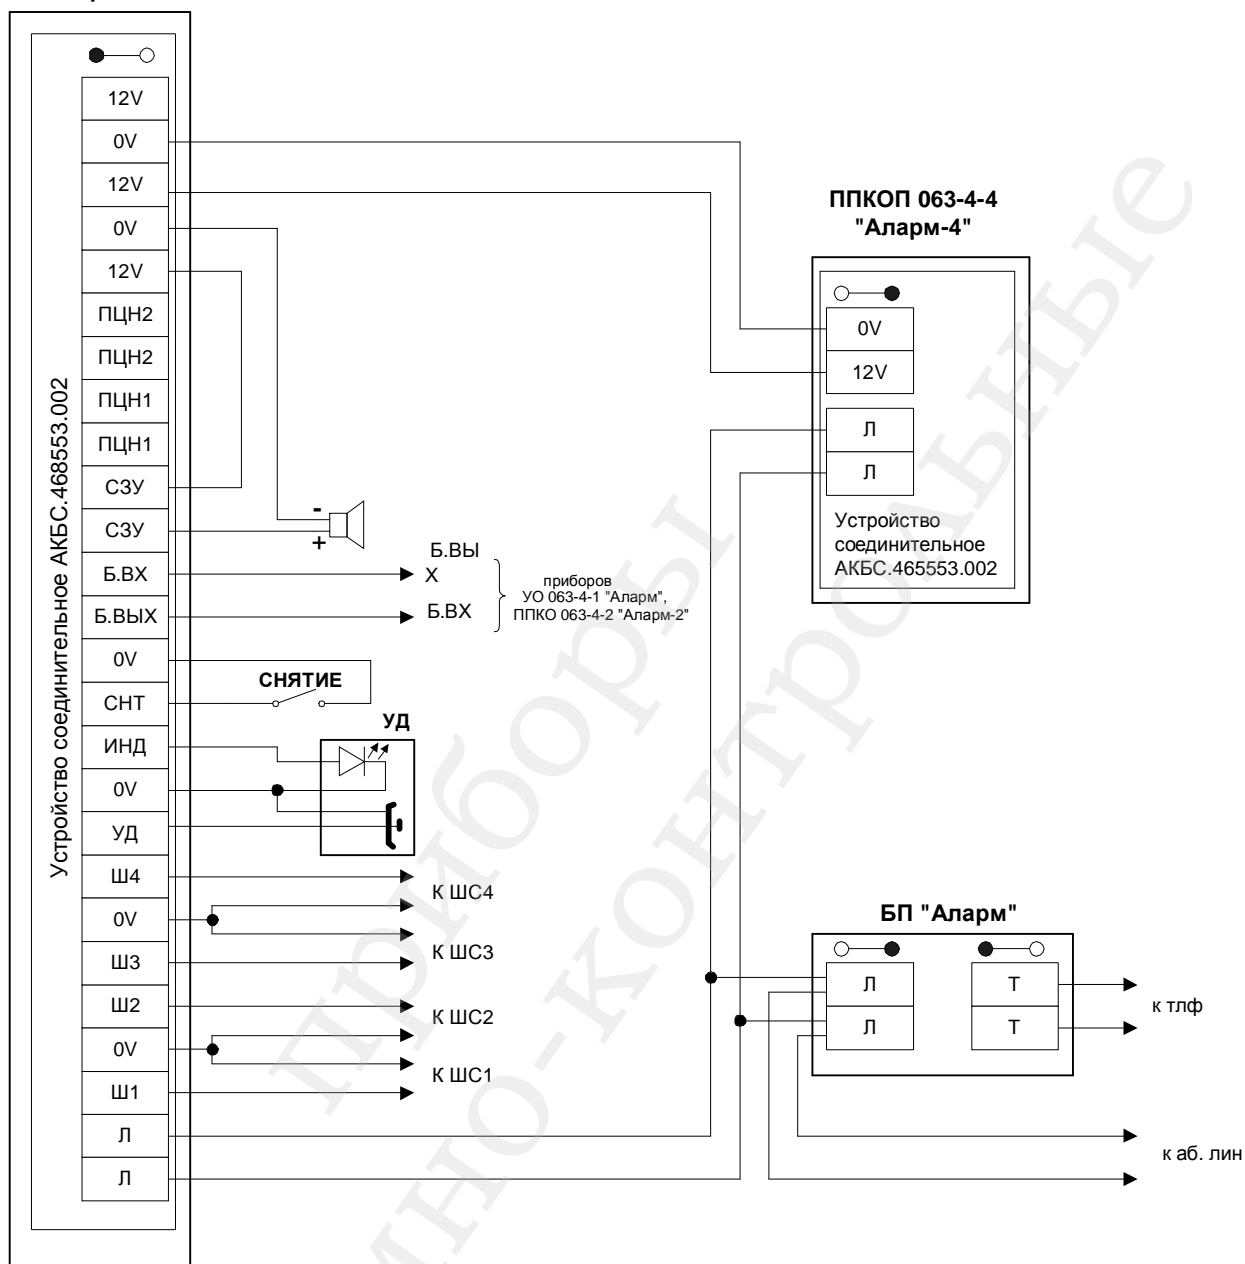 Устройство соединительное АКБС.468553.002
12V
0V
12V
0V
12V
ПЦН2
ПЦН2
ПЦН1
ПЦН1
СЗУ
СЗУ
Б.ВХ
Б.ВЫХ
0V
СНТ
ИНД
0V
УД
Ш4
0V
Ш3
Ш2
0V
Ш1
Л
Л
-
+
Б.ВЫ
Х
Б.ВХ
приборов
УО 063-4-1 "Аларм",
ППКО 063-4-2 "Аларм-2"
СНЯТИЕ
УД
К ШС4
К ШС3
К ШС2
К ШС1
ППКОП 063-4-4
"Аларм-4"
0V
12V
Л
Л
Устройство
соединительное
АКБС.465553.002
БП "Аларм"
Л
Л
Т
Т
к тлф
к аб. лин
приборы
но-контрольные